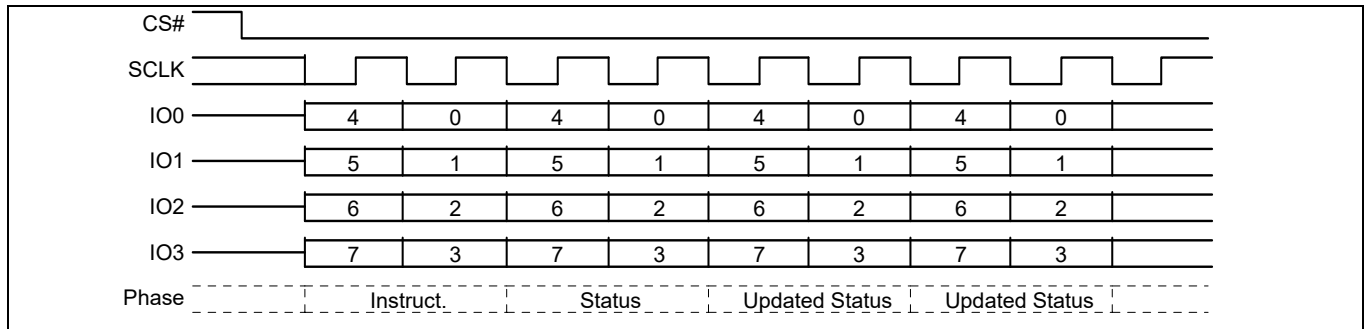 CS#
SCLK
IO0 4 0 4 0 4 0 4 0
IO1 5 1 5 1 5 1 5 1
IO2 6 2 6 2 6 2 6 2
IO3 7 3 7 3 7 3 7 3
Phase Instruct. Status Updated Status Updated Status